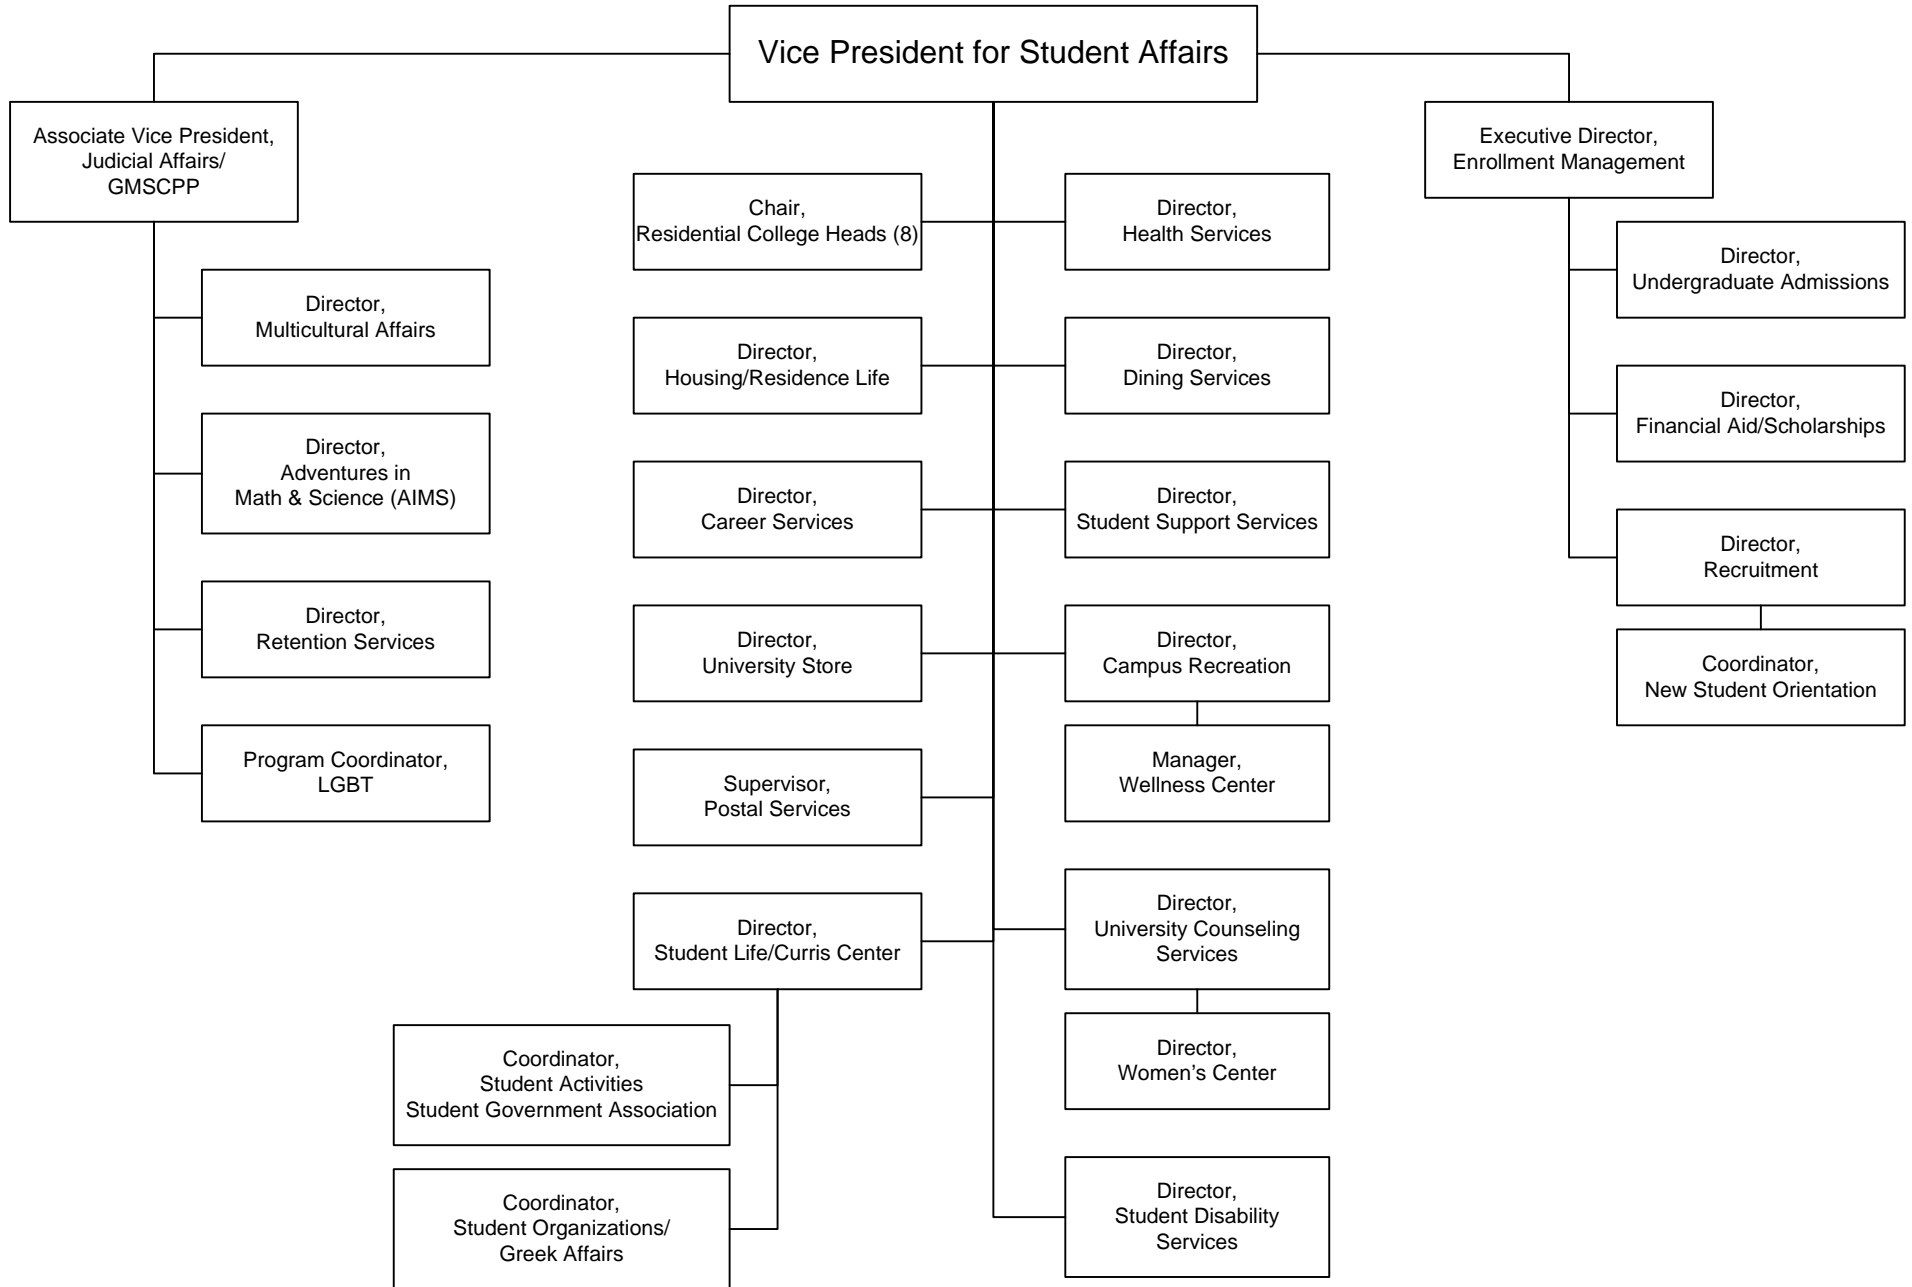 Vice President for Student Affairs
Associate Vice President,
Judicial Affairs/
GMSCPP
Director,
Multicultural Affairs
Director,
Adventures in
Math & Science (AIMS)
Director,
Retention Services
Program Coordinator,
LGBT
Chair,
Residential College Heads (8)
Director,
Housing/Residence Life
Director,
Career Services
Director,
University Store
Supervisor,
Postal Services
Director,
Student Life/Curris Center
Coordinator,
Student Activities
Student Government Association
Coordinator,
Student Organizations/
Greek Affairs
Director,
Health Services
Director,
Dining Services
Director,
Student Support Services
Director,
Campus Recreation
Manager,
Wellness Center
Director,
University Counseling
Services
Director,
Women’s Center
Director,
Student Disability
Services
Executive Director,
Enrollment Management
Director,
Undergraduate Admissions
Director,
Financial Aid/Scholarships
Director,
Recruitment
Coordinator,
New Student Orientation